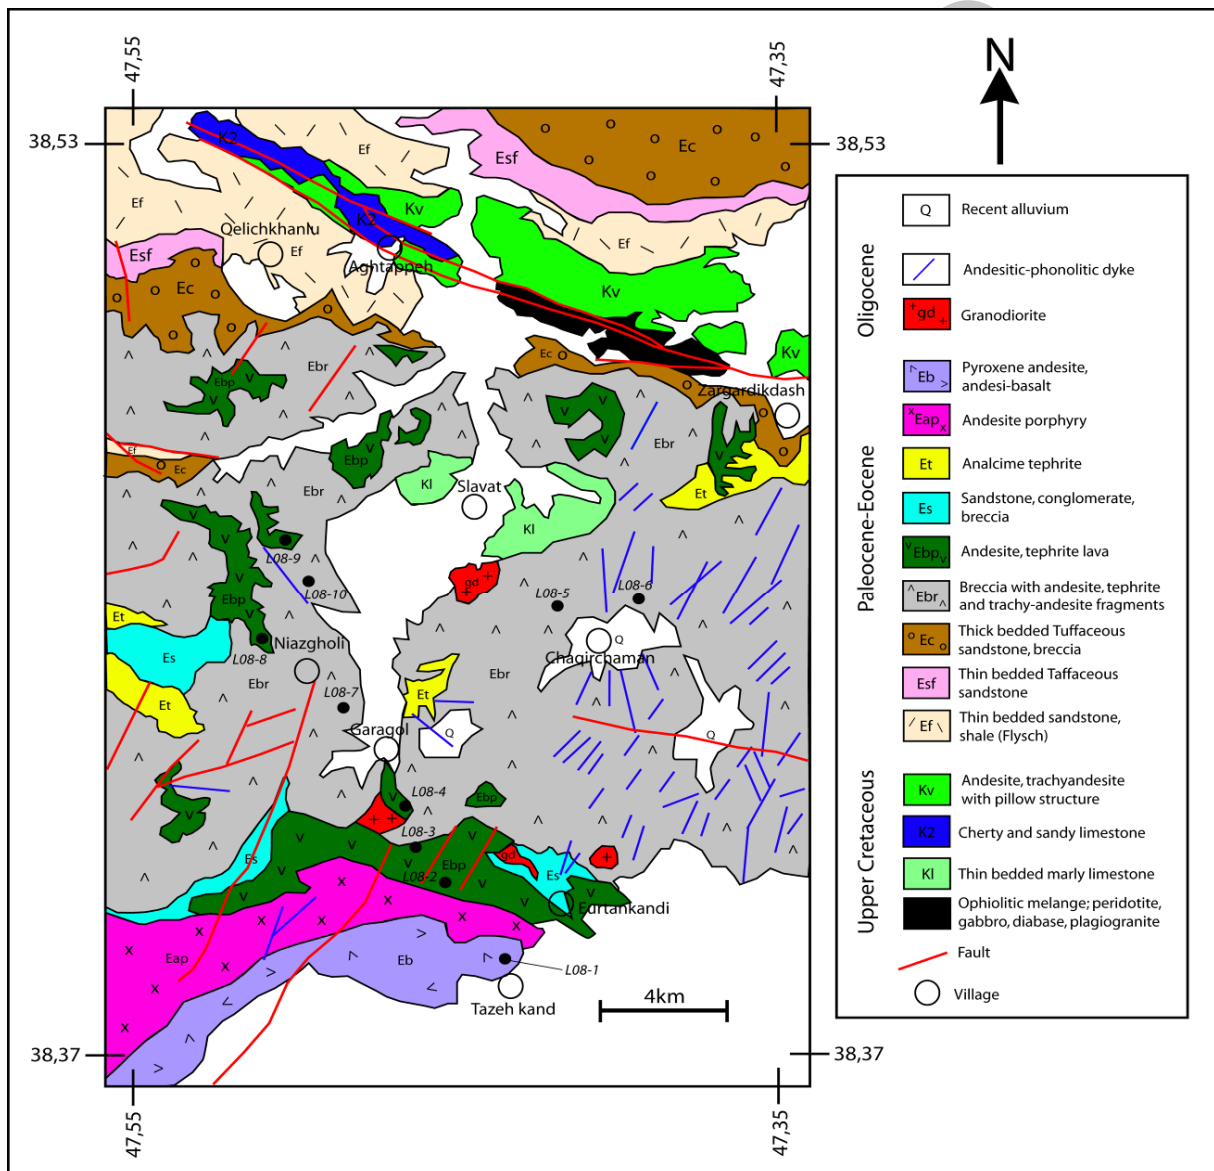 47,55
47,35
N
38,53
38,53
K2
Ef
Esf
Ec
Ef
Kv
K2
Qelichkhanlu
Ef
Ef
Esf
Aghtappeh
Ec
Kv
Ebr
Ec
Kv
Ebp
Zargardikdash
Ebr
Ef
Ec
Ebp
Kl
Slavat
Et
Ebr
Kl
L08-9
gd
L08-10
L08-5
L08-6
Ebp
Et
Niazgholi
Q
Es
L08-8
Chaqirchaman
Ebr
Ebr
Et
L08-7
Et
Garagol
Q
Q
L08-4
Ebp
L08-3
Es
Ebp
gd
Es
L08-2
Eurtankandi
Eap
Eb
L08-1
Tazeh kand
4km
38,37
38,37
47,55
47,35
Q
Recent alluvium
Oligocene
Andesitic-phonolitic dyke
gd
Granodiorite
Paleocene-Eocene
Eb
Pyroxene andesite,
andesi-basalt
Eap
Andesite porphyry
Et
Analcime tephrite
Es
Sandstone, conglomerate,
breccia
Ebp
Andesite, tephrite lava
Ebr
Breccia with andesite, tephrite
and trachy-andesite fragments
Ec
Thick bedded Tuffaceous
sandstone, breccia
Esf
Thin bedded Taffaceous
sandstone
Ef
Thin bedded sandstone,
shale (Flysch)
Upper Cretaceous
Kv
Andesite, trachyandesite
with pillow structure
K2
Cherty and sandy limestone
Kl
Thin bedded marly limestone
Ophiolitic melange; peridotite,
gabbro, diabase, plagiogranite
Fault
Village